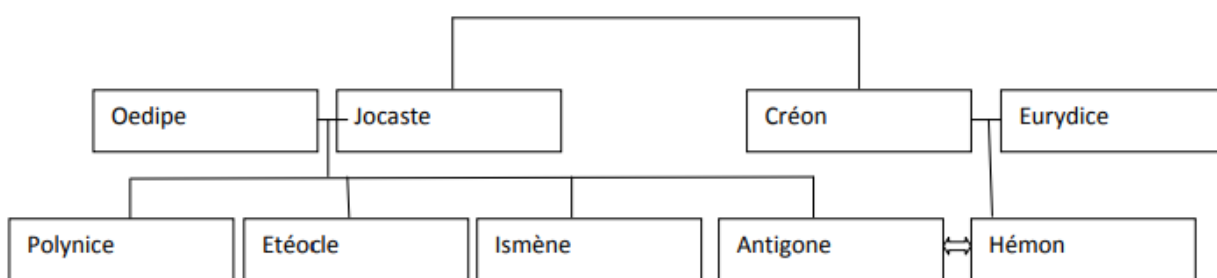 Oedipe
Jocaste
Créon
Eurydice
Polynice
Etéocle
Ismène
Antigone
Hémon